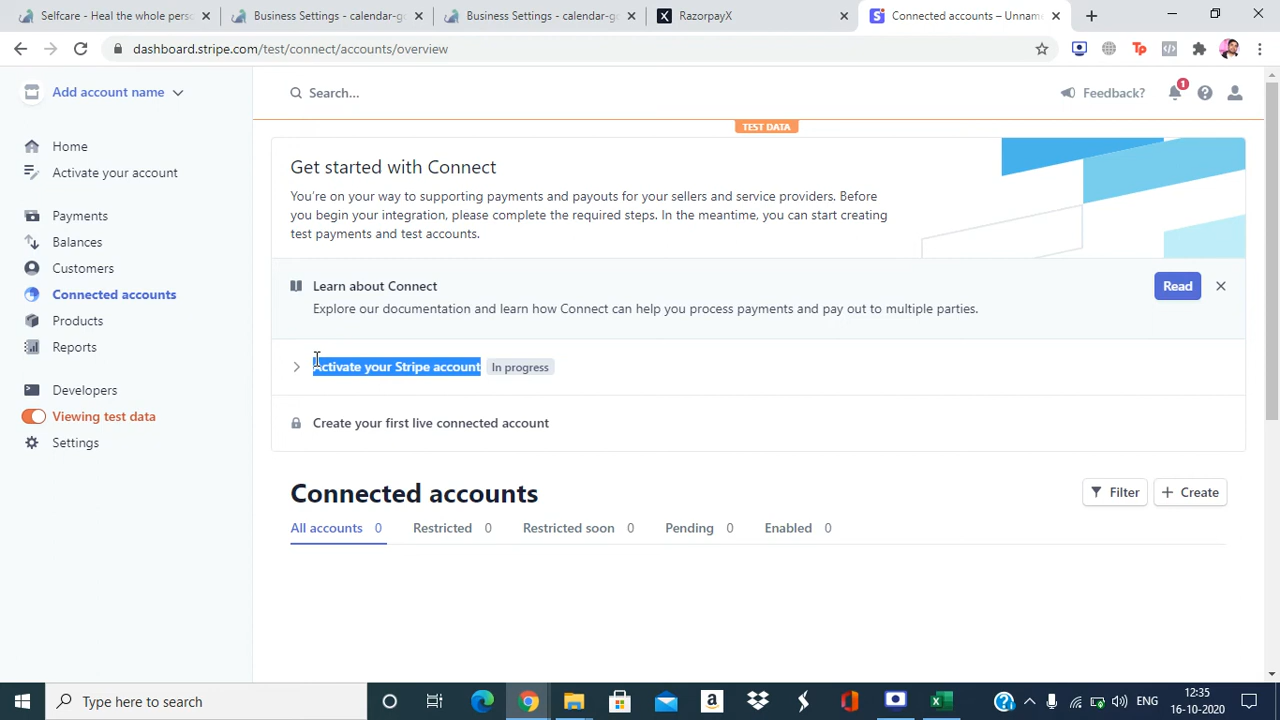 Selfcare - Heal the whole pers
Business Settings - calendar-g
Business Settings - calendar-g
RazorpayX
Connected accounts – Unnam
dashboard.stripe.com/test/connect/accounts/overview
Add account name
Search...
Feedback?
1
TEST DATA
Home
Activate your account
Payments
Balances
Customers
Connected accounts
Products
Reports
Developers
Viewing test data
Settings
Get started with Connect
You're on your way to supporting payments and payouts for your sellers and service providers. Before
you begin your integration, please complete the required steps. In the meantime, you can start creating
test payments and test accounts.
Learn about Connect
Read
Explore our documentation and learn how Connect can help you process payments and pay out to multiple parties.
Activate your Stripe account In progress
Create your first live connected account
Connected accounts
Filter
Create
All accounts 0 Restricted 0 Restricted soon 0 Pending 0 Enabled 0
Type here to search
ENG
12:35
16-10-2020